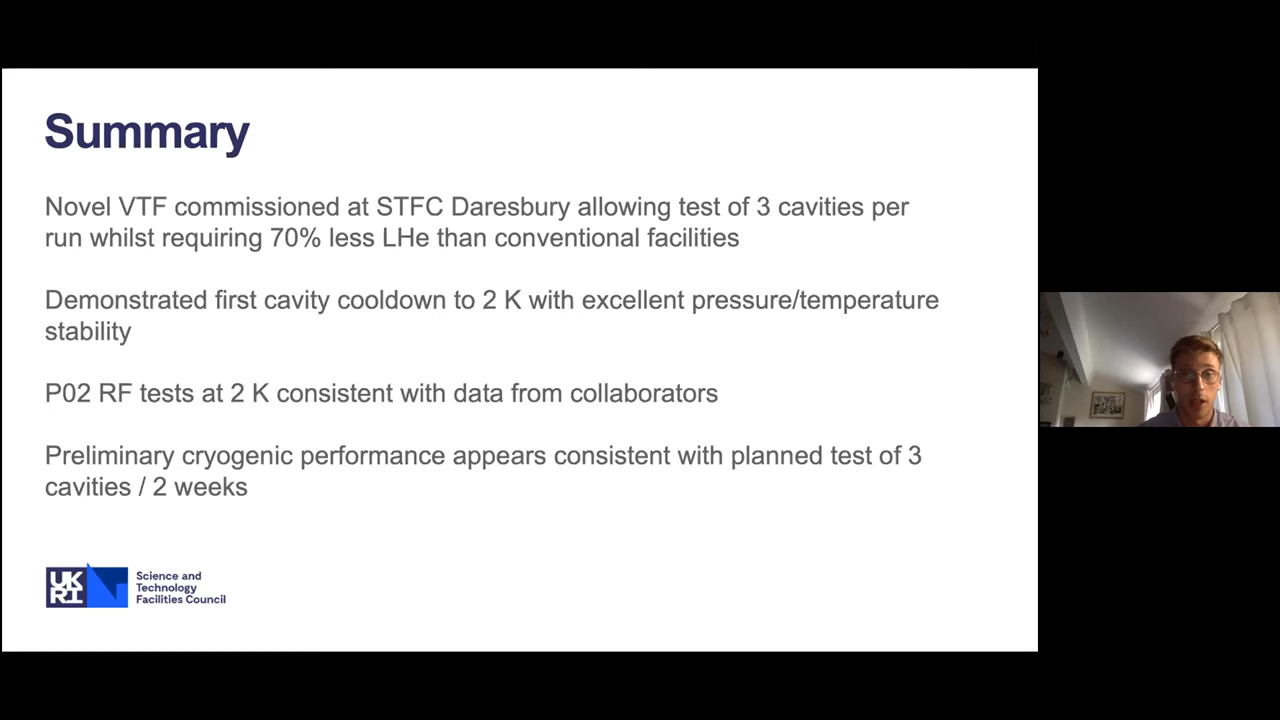 Summary
Novel VTF commissioned at STFC Daresbury allowing test of 3 cavities per
run whilst requiring 70% less LHe than conventional facilities
Demonstrated first cavity cooldown to 2 K with excellent pressure/temperature
stability
P02 RF tests at 2 K consistent with data from collaborators
Preliminary cryogenic performance appears consistent with planned test of 3
cavities / 2 weeks
UK
RI
Science and
Technology
Facilities Council